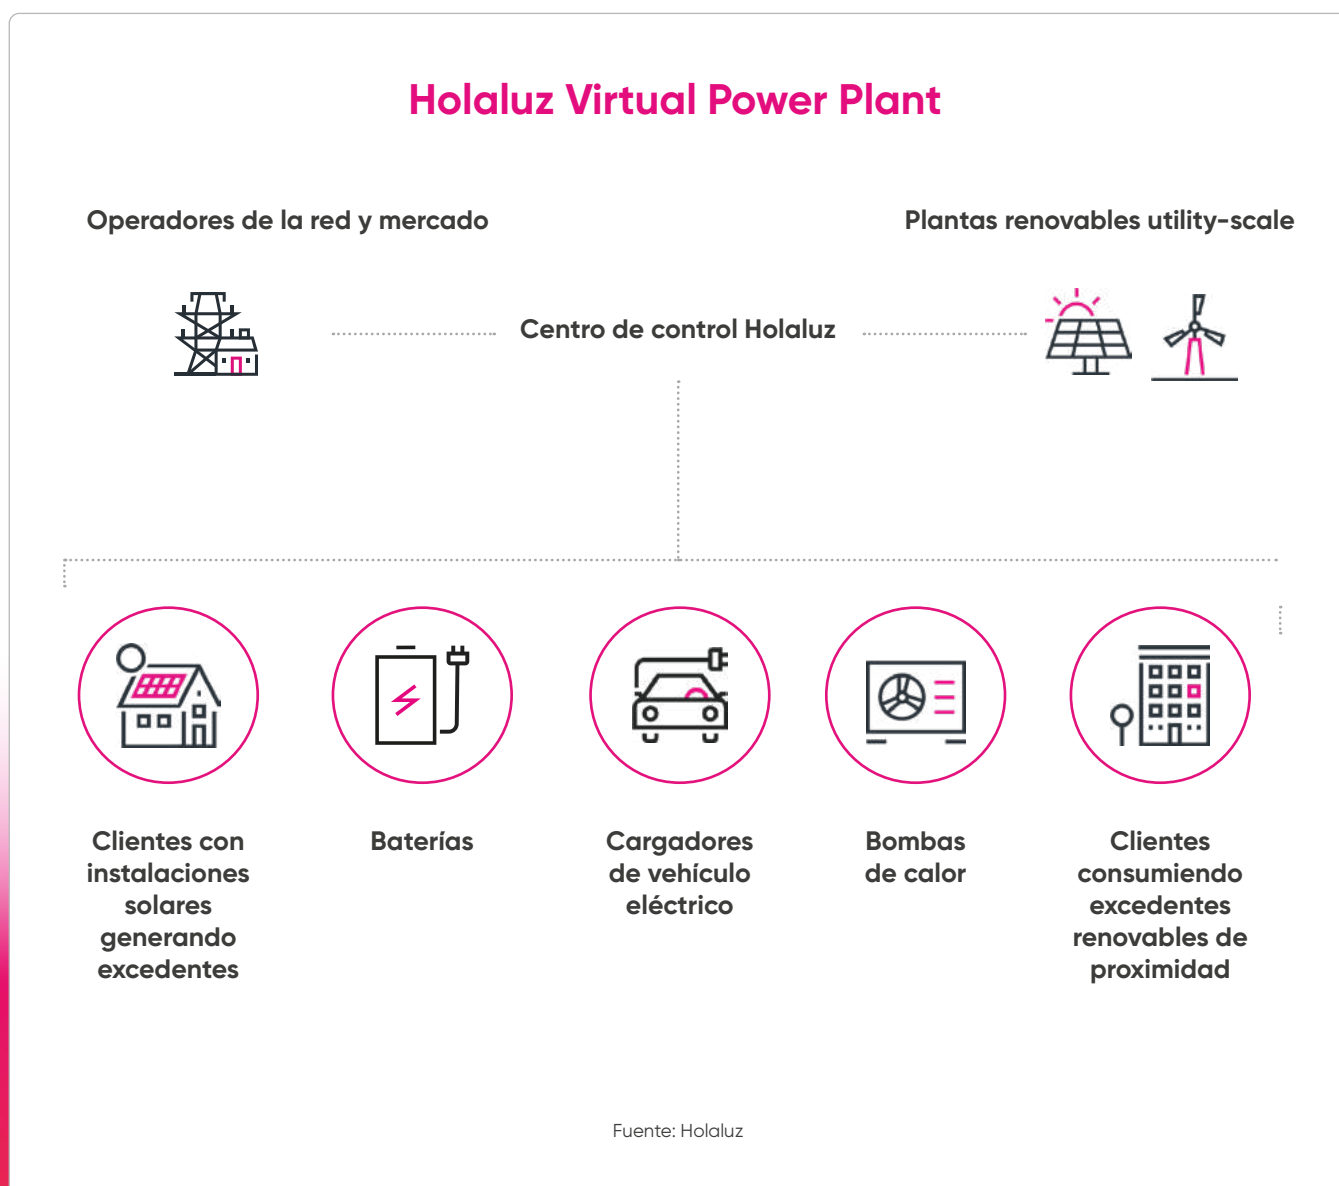 Holaluz Virtual Power Plant
Operadores de la red y mercado
Plantas renovables utility-scale
Centro de control Holaluz
Clientes con
instalaciones
solares
generando
excedentes
Baterías
Cargadores
de vehículo
eléctrico
Bombas
de calor
Clientes
consumiendo
excedentes
renovables de
proximidad
Fuente: Holaluz